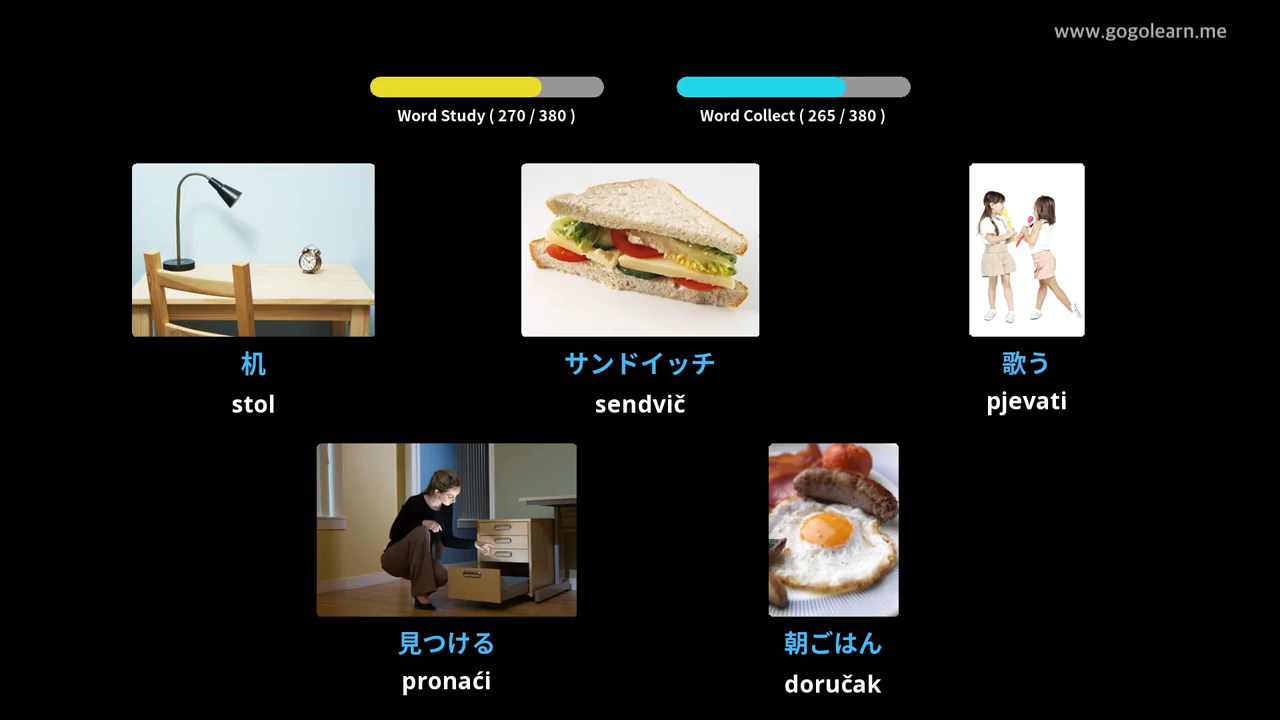 www.gogolearn.me
Word Study ( 270 / 380 )
Word Collect ( 265 / 380 )
机
stol
サンドイッチ
sendvič
歌う
pjevati
見つける
pronaći
朝ごはん
doručak